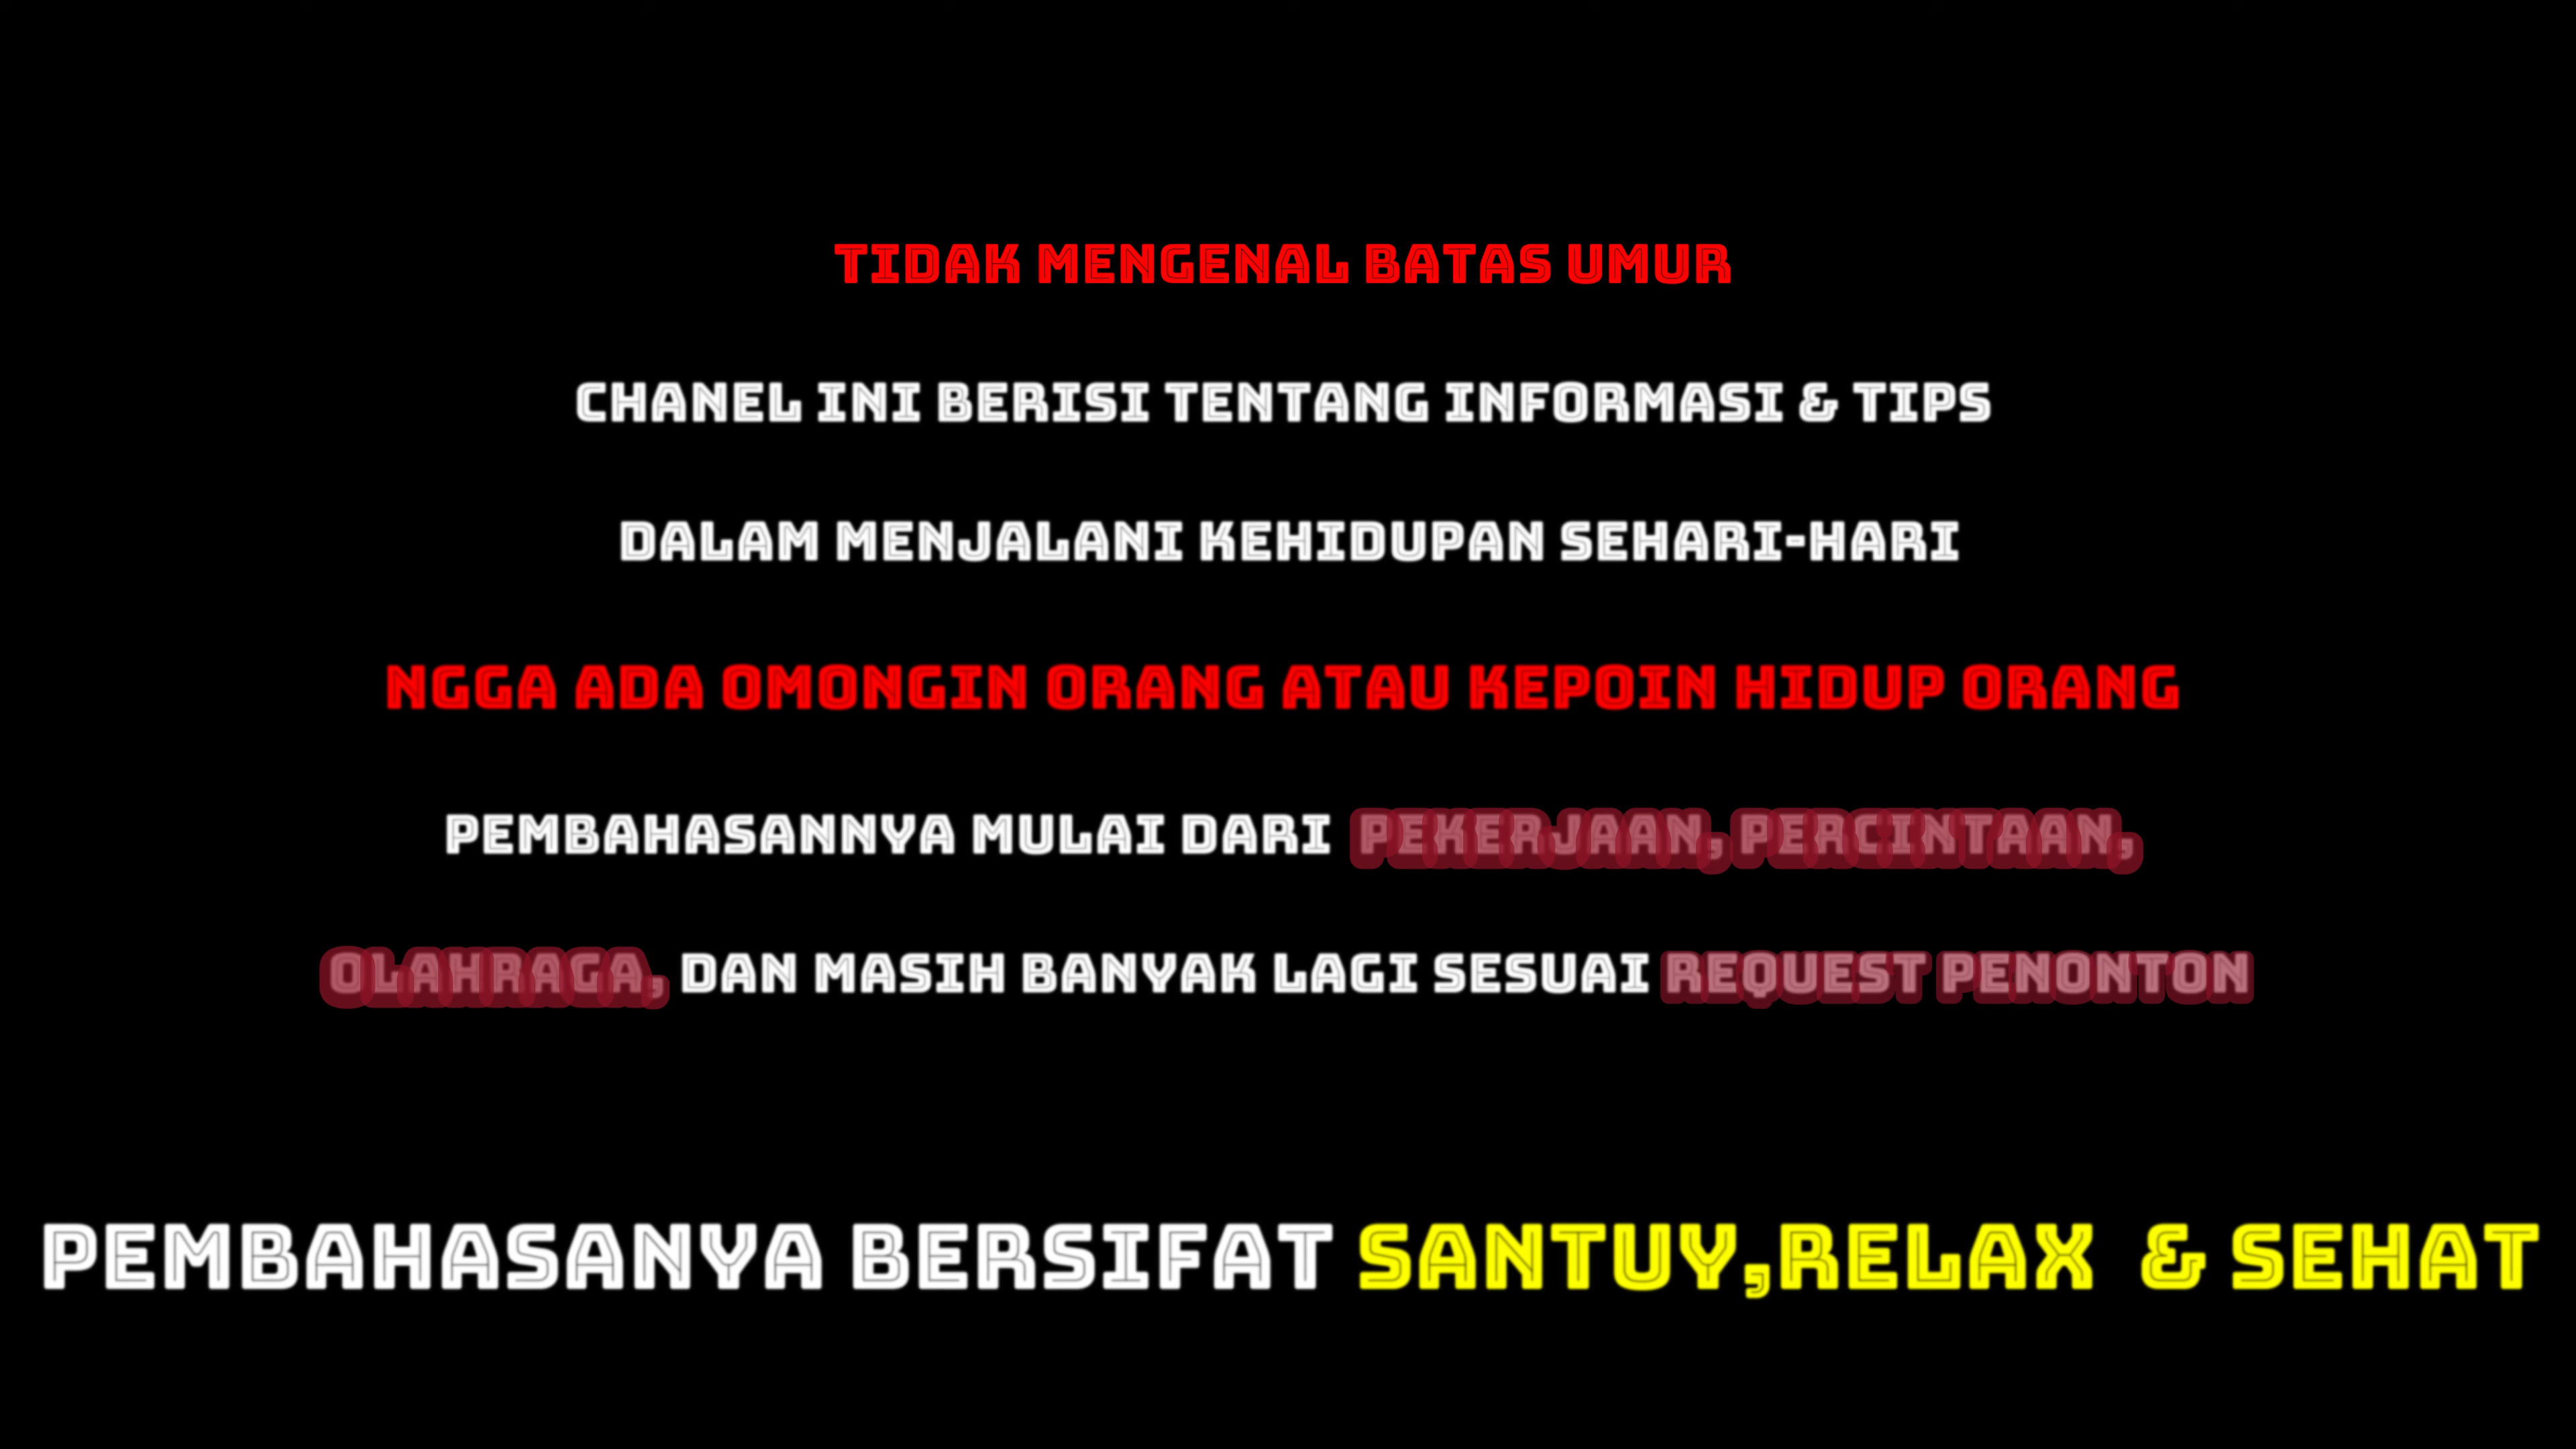 TIDAK MENGENAL BATAS UMUR
CHANEL INI BERISI TENTANG INFORMASI & TIPS
DALAM MENJALANI KEHIDUPAN SEHARI-HARI
NGGA ADA OMONGIN ORANG ATAU KEPOIN HIDUP ORANG
PEMBAHASANNYA MULAI DARI PEKERJAAN, PERCINTAAN,
OLAHRAGA, DAN MASIH BANYAK LAGI SESUAI REQUEST PENONTON
PEMBAHASANYA BERSIFAT SANTUY,RELAX & SEHAT